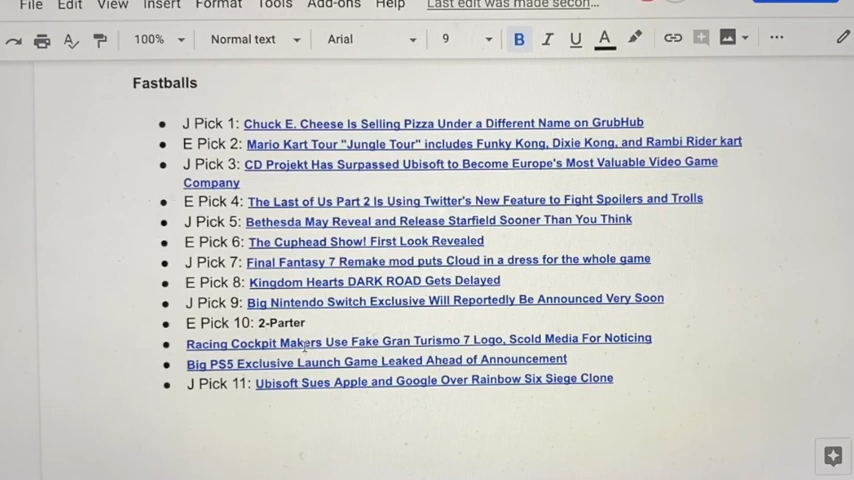 File Edit View Insert Format Tools Add-ons Help Last edit was made secon...
100% Normal text Arial 9 B I U A
Fastballs
J Pick 1: Chuck E. Cheese Is Selling Pizza Under a Different Name on GrubHub
E Pick 2: Mario Kart Tour "Jungle Tour" includes Funky Kong, Dixie Kong, and Rambi Rider kart
J Pick 3: CD Projekt Has Surpassed Ubisoft to Become Europe's Most Valuable Video Game
Company
E Pick 4: The Last of Us Part 2 Is Using Twitter's New Feature to Fight Spoilers and Trolls
J Pick 5: Bethesda May Reveal and Release Starfield Sooner Than You Think
E Pick 6: The Cuphead Show! First Look Revealed
J Pick 7: Final Fantasy 7 Remake mod puts Cloud in a dress for the whole game
E Pick 8: Kingdom Hearts DARK ROAD Gets Delayed
J Pick 9: Big Nintendo Switch Exclusive Will Reportedly Be Announced Very Soon
E Pick 10: 2-Parter
Racing Cockpit Makers Use Fake Gran Turismo 7 Logo, Scold Media For Noticing
Big PS5 Exclusive Launch Game Leaked Ahead of Announcement
J Pick 11: Ubisoft Sues Apple and Google Over Rainbow Six Siege Clone